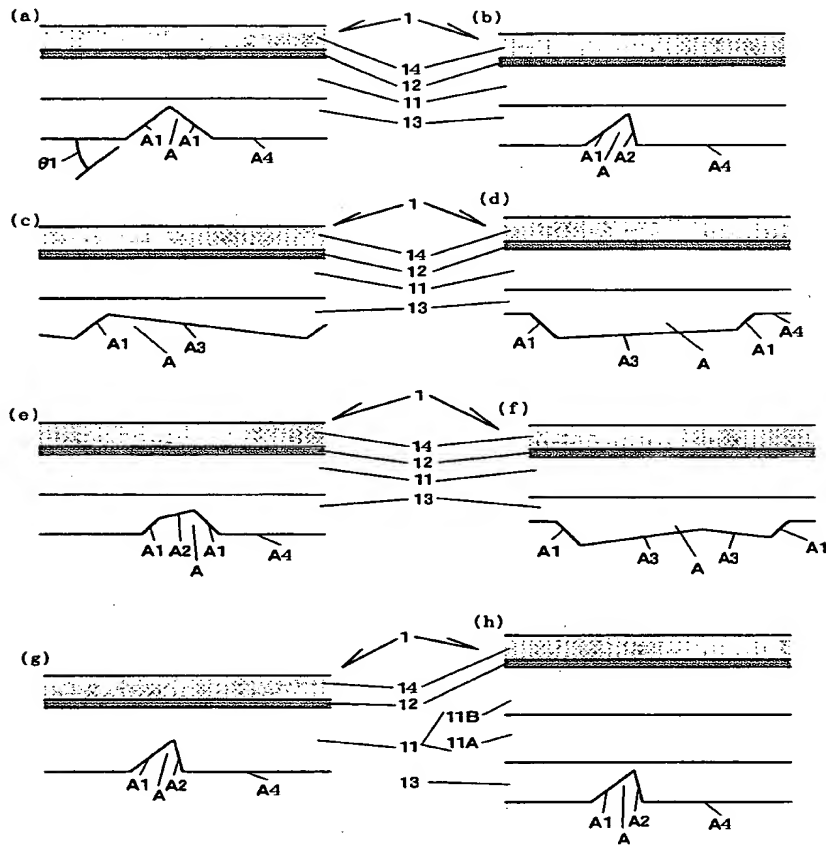 (a) 1 (b)
14
12
11
13
θ1 A1 A A1 A4 A1 A2 A A4
(c) 1 (d)
14
12
11
13
A1 A3 A A1 A3 A A1 A4
(e) 1 (f)
14
12
11
13
A1 A2 A1 A A4 A1 A3 A A3 A1
(g) 1 (h)
14
12
11B
11 11A
13
A1 A A2 A4 A1 A2 A A4